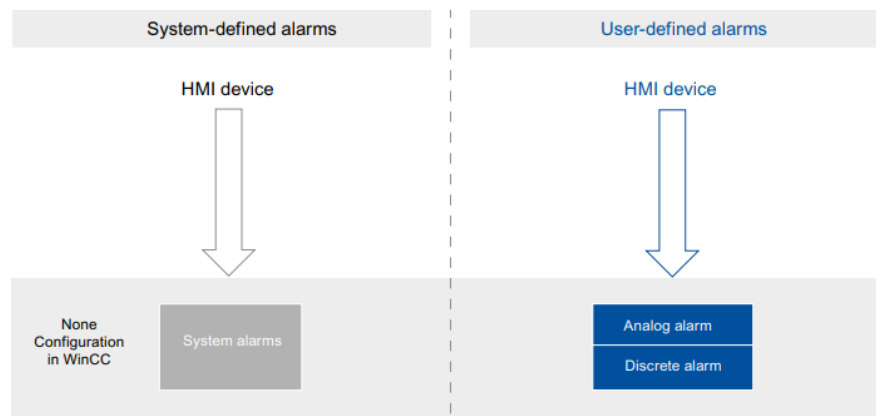 System-defined alarms
User-defined alarms
HMI device
HMI device
None
Configuration
in WinCC
System alarms
Analog alarm
Discrete alarm